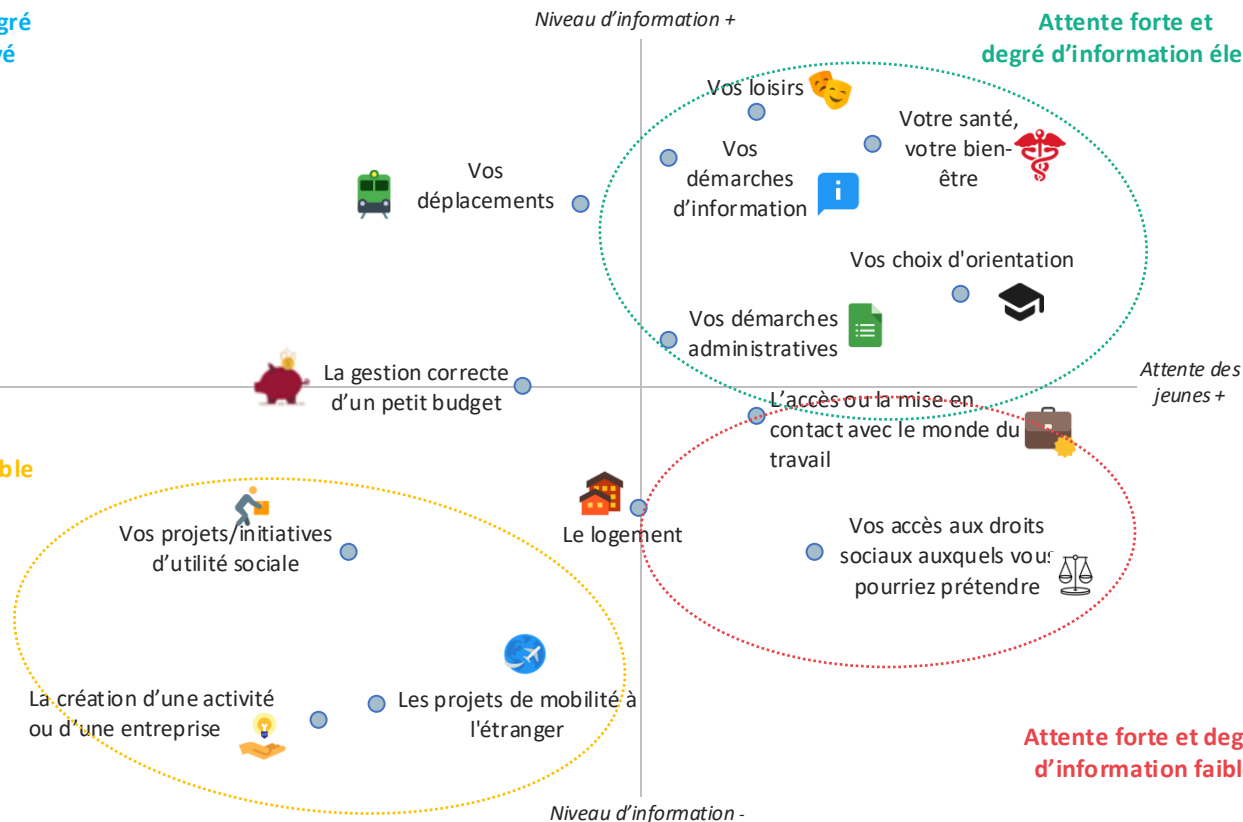 Niveau d'information +
Attente forte et
degré d'information éle
gré
vé
Vos loisirs
Votre santé,
votre bien-
être
Vos
démarches
d'information
Vos
déplacements
Vos choix d'orientation
Vos démarches
administratives
La gestion correcte
d'un petit budget
Attente des
jeunes +
L'accès ou la mise en
contact avec le monde du
travail
ble
Vos projets/initiatives
d'utilité sociale
Le logement
Vos accès aux droits
sociaux auxquels vous
pourriez prétendre
La création d'une activité
ou d'une entreprise
Les projets de mobilité à
l'étranger
Attente forte et deg
d'information faibl
Niveau d'information -